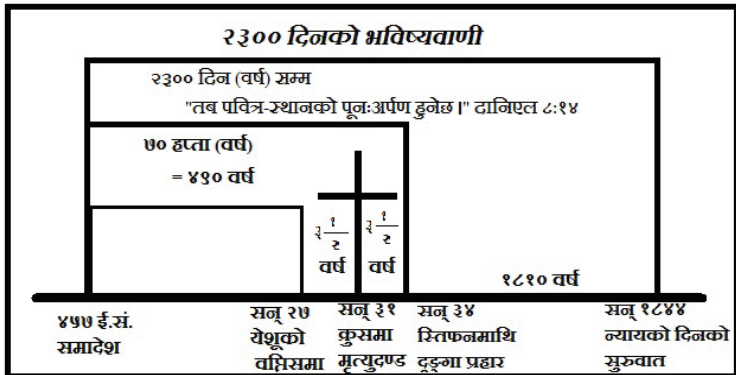 २३०० दिनको भविष्यवाणी
२३०० दिन (वर्ष) सम्म
"तब पवित्र-स्थानको पूनःअर्पण हुनेछ।" दानिएल ८:१४
७० हप्ता (वर्ष)
= ४९० वर्ष
३ १/२ वर्ष
३ १/२ वर्ष
१८१० वर्ष
४५७ ई.सं.
समादेश
सन् २७
येशूको
वप्तिसमा
सन् ३१
क्रुसमा
मृत्युदण्ड
सन् ३४
स्तिफनमाथि
ढुङ्गा प्रहार
सन् १८४४
न्यायको दिनको
सुरुवात